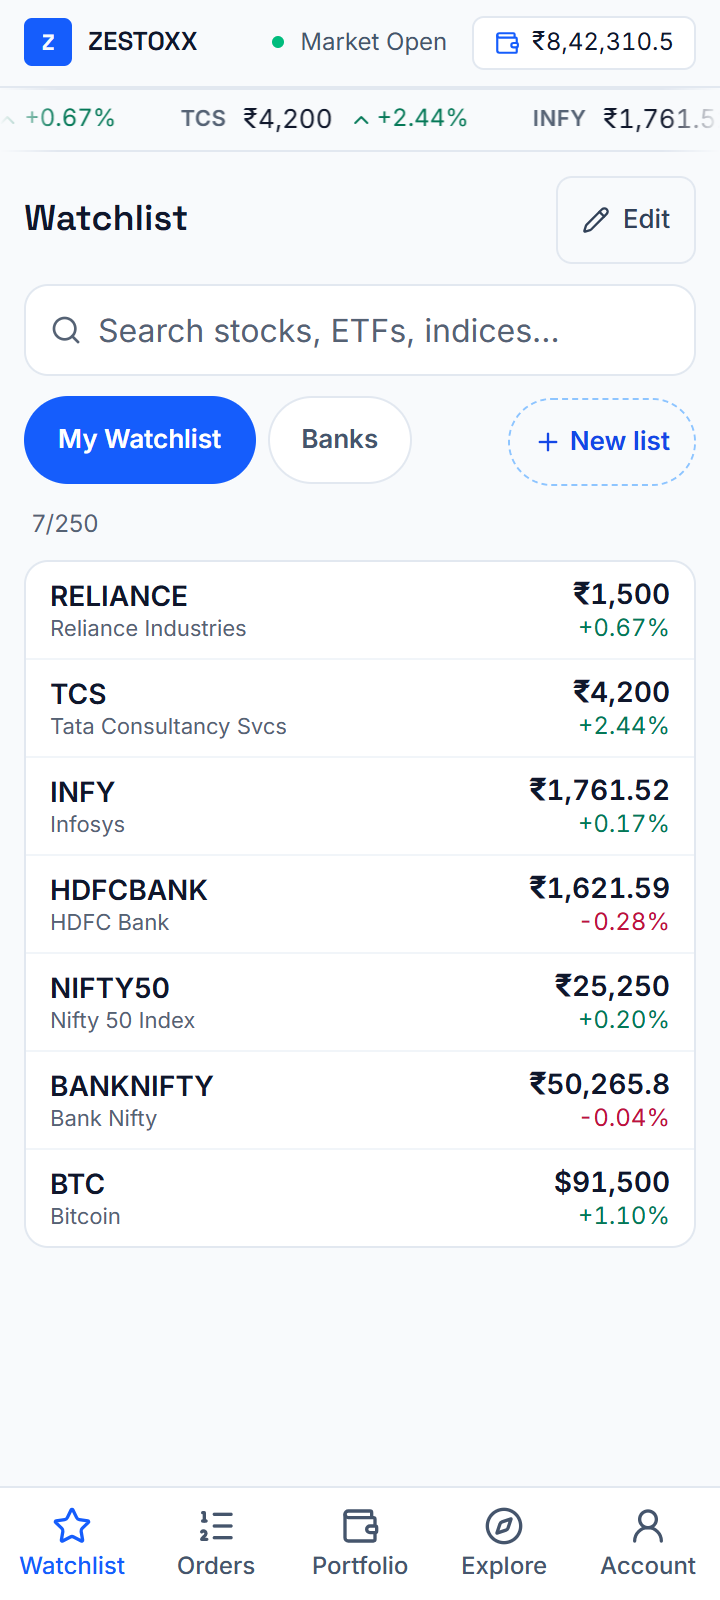 Z ZESTOXX Market Open ₹8,42,310.5
+0.67% TCS ₹4,200 +2.44% INFY ₹1,761.5
Watchlist Edit
Search stocks, ETFs, indices...
My Watchlist Banks + New list
7/250
RELIANCE ₹1,500
Reliance Industries +0.67%
TCS ₹4,200
Tata Consultancy Svcs +2.44%
INFY ₹1,761.52
Infosys +0.17%
HDFCBANK ₹1,621.59
HDFC Bank -0.28%
NIFTY50 ₹25,250
Nifty 50 Index +0.20%
BANKNIFTY ₹50,265.8
Bank Nifty -0.04%
BTC $91,500
Bitcoin +1.10%
Watchlist Orders Portfolio Explore Account